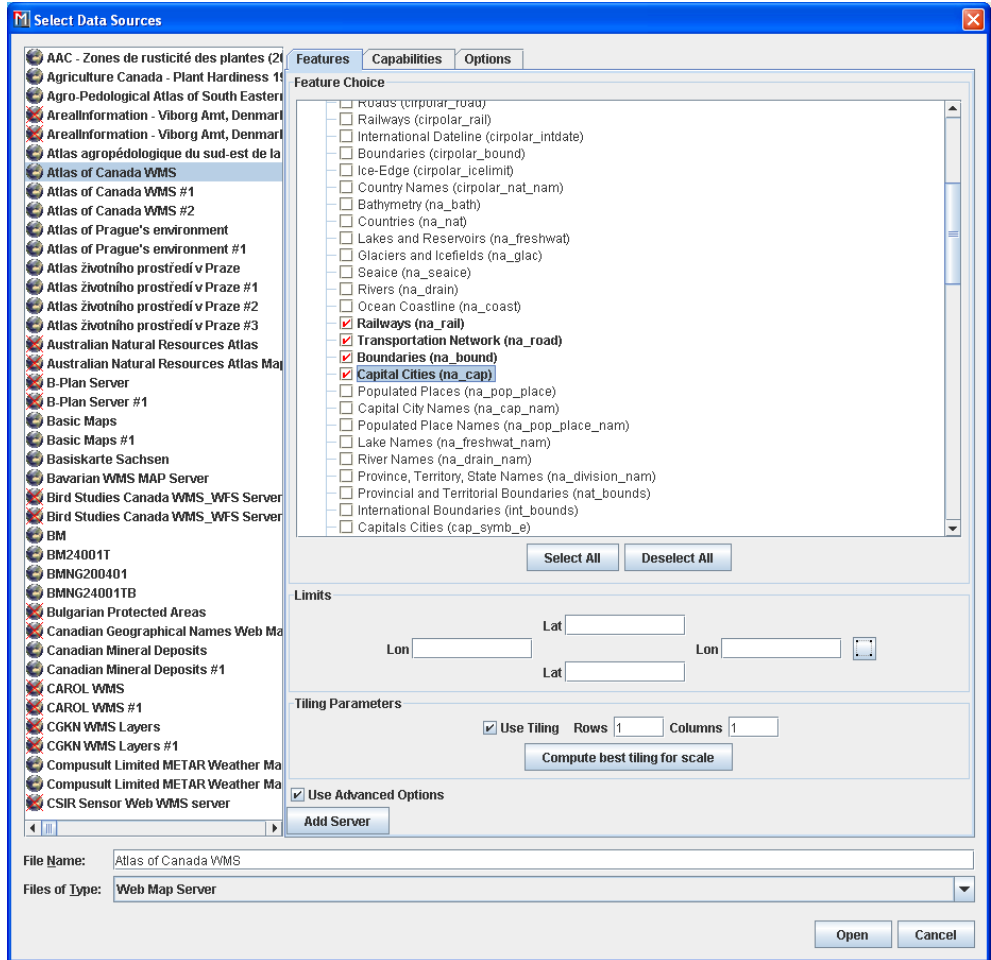 Select Data Sources
AAC - Zones de rusticité des plantes (2
Agriculture Canada - Plant Hardiness 1
Agro-Pedological Atlas of South Easter
ArealInformation - Viborg Amt, Denmar
ArealInformation - Viborg Amt, Denmar
Atlas agropédologique du sud-est de la
Atlas of Canada WMS
Atlas of Canada WMS #1
Atlas of Canada WMS #2
Atlas of Prague's environment
Atlas of Prague's environment #1
Atlas životního prostředí v Praze
Atlas životního prostředí v Praze #1
Atlas životního prostředí v Praze #2
Atlas životního prostředí v Praze #3
Australian Natural Resources Atlas
Australian Natural Resources Atlas Ma
B-Plan Server
B-Plan Server #1
Basic Maps
Basic Maps #1
Basiskarte Sachsen
Bavarian WMS MAP Server
Bird Studies Canada WMS_WFS Server
Bird Studies Canada WMS_WFS Server
BM
BM24001T
BMNG200401
BMNG24001TB
Bulgarian Protected Areas
Canadian Geographical Names Web Ma
Canadian Mineral Deposits
Canadian Mineral Deposits #1
CAROL WMS
CAROL WMS #1
CGKN WMS Layers
CGKN WMS Layers #1
Compusult Limited METAR Weather Ma
Compusult Limited METAR Weather Ma
CSIR Sensor Web WMS server
Features Capabilities Options
Feature Choice
Roads (cirpolar_road)
Railways (cirpolar_rail)
International Dateline (cirpolar_intdate)
Boundaries (cirpolar_bound)
Ice-Edge (cirpolar_icelimit)
Country Names (cirpolar_nat_nam)
Bathymetry (na_bath)
Countries (na_nat)
Lakes and Reservoirs (na_freshwat)
Glaciers and Icefields (na_glac)
Seaice (na_seaice)
Rivers (na_drain)
Ocean Coastline (na_coast)
Railways (na_rail)
Transportation Network (na_road)
Boundaries (na_bound)
Capital Cities (na_cap)
Populated Places (na_pop_place)
Capital City Names (na_cap_nam)
Populated Place Names (na_pop_place_nam)
Lake Names (na_freshwat_nam)
River Names (na_drain_nam)
Province, Territory, State Names (na_division_nam)
Provincial and Territorial Boundaries (nat_bounds)
International Boundaries (int_bounds)
Capitals Cities (cap_symb_e)
Select All Deselect All
Limits
Lat
Lon Lon
Lat
Tiling Parameters
Use Tiling Rows 1 Columns 1
Compute best tiling for scale
Use Advanced Options
Add Server
File Name: Atlas of Canada WMS
Files of Type: Web Map Server
Open Cancel